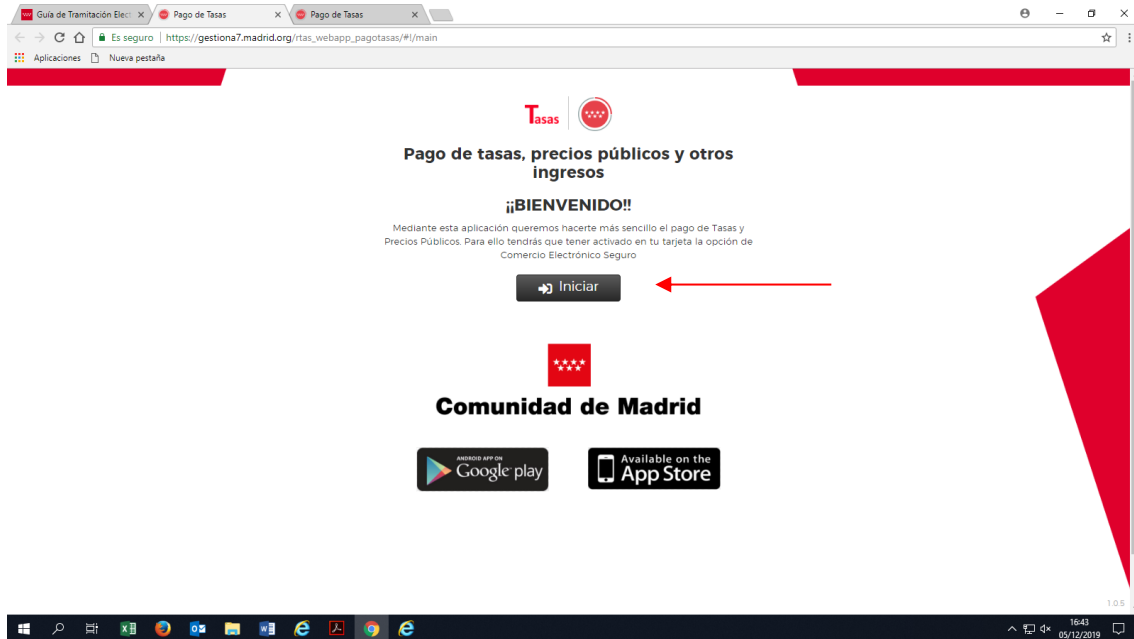 Guía de Tramitación Elect
Pago de Tasas
Pago de Tasas
Es seguro | https://gestiona7.madrid.org/rtas_webapp_pagotasas/#!/main
Aplicaciones Nueva pestaña
Tasas
Pago de tasas, precios públicos y otros
ingresos
¡¡BIENVENIDO!!
Mediante esta aplicación queremos hacerte más sencillo el pago de Tasas y
Precios Públicos. Para ello tendrás que tener activado en tu tarjeta la opción de
Comercio Electrónico Seguro
Iniciar
Comunidad de Madrid
ANDROID APP ON
Google play
Available on the
App Store
1.0.5
16:43
05/12/2019